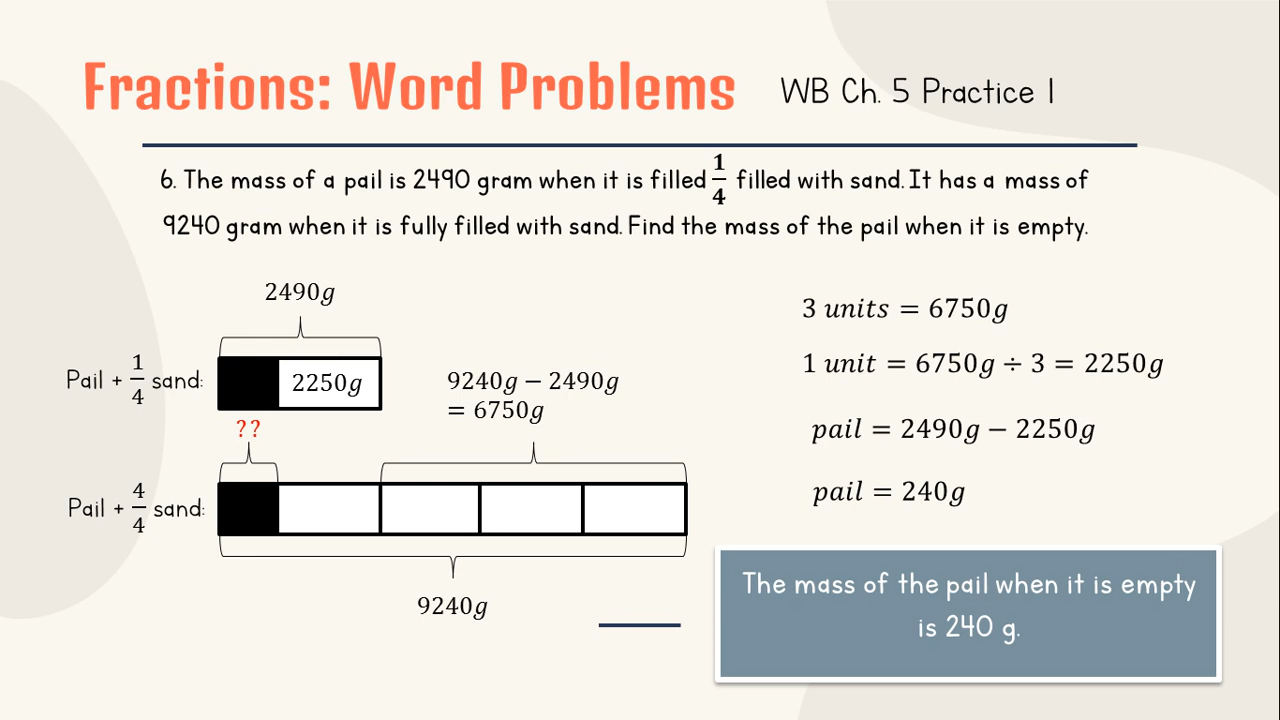 Fractions: Word Problems
WB Ch. 5 Practice 1
6. The mass of a pail is 2490 gram when it is filled 1/4 filled with sand. It has a mass of
9240 gram when it is fully filled with sand. Find the mass of the pail when it is empty.
2490g
Pail + 1/4 sand:
2250g
??
9240g − 2490g
= 6750g
Pail + 4/4 sand:
9240g
3 units = 6750g
1 unit = 6750g ÷ 3 = 2250g
pail = 2490g − 2250g
pail = 240g
The mass of the pail when it is empty
is 240 g.